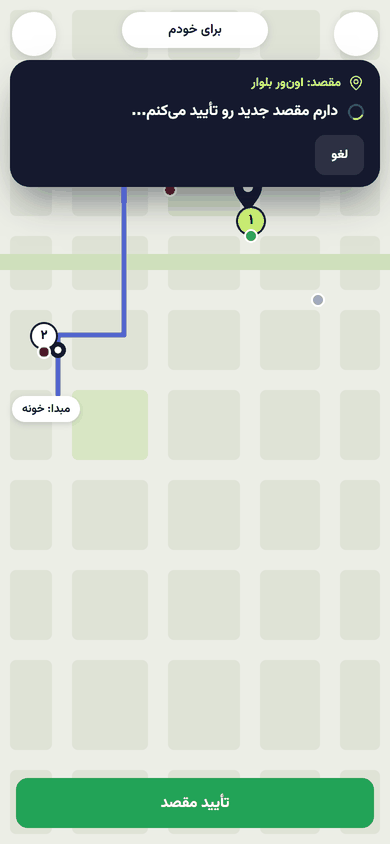 برای خودم
مقصد: اون‌ور بلوار
دارم مقصد جدید رو تأیید می‌کنم...
لغو
۱
۲
مبدا: خونه
تأیید مقصد